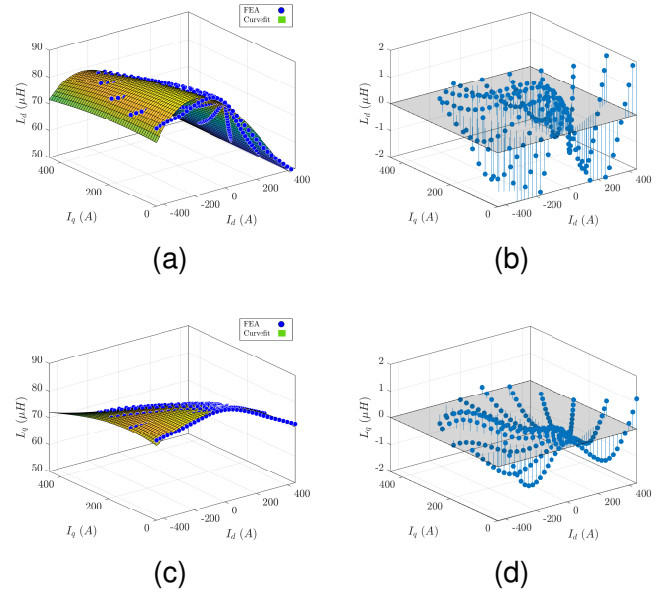 FEA
Curvefit
90
80
70
60
50
L_d (μH)
400
200
0
I_q (A)
-400
-200
0
200
400
I_d (A)
(a)
2
1
0
-1
-2
L_d (μH)
400
200
0
I_q (A)
-400
-200
0
200
400
I_d (A)
(b)
FEA
Curvefit
90
80
70
60
50
L_q (μH)
400
200
0
I_q (A)
-400
-200
0
200
400
I_d (A)
(c)
2
1
0
-1
-2
L_q (μH)
400
200
0
I_q (A)
-400
-200
0
200
400
I_d (A)
(d)